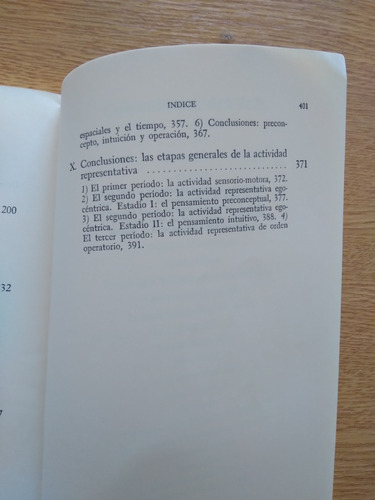 INDICE 401
espaciales y el tiempo, 357. 6) Conclusiones: precon-
cepto, intuición y operación, 367.
X. Conclusiones: las etapas generales de la actividad
representativa 371
1) El primer período: la actividad sensorio-motora, 372.
2) El segundo período: la actividad representativa ego-
céntrica. Estadio I: el pensamiento preconceptual, 377.
3) El segundo período: la actividad representativa ego-
céntrica. Estadio II: el pensamiento intuitivo, 388. 4)
El tercer período: la actividad representativa de orden
operatorio, 391.
200
32